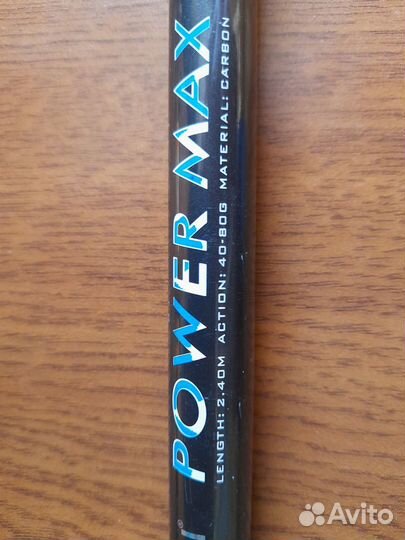 POWER MAX
LENGTH: 2.40M ACTION: 40-80G MATERIAL: CARBON
Avito